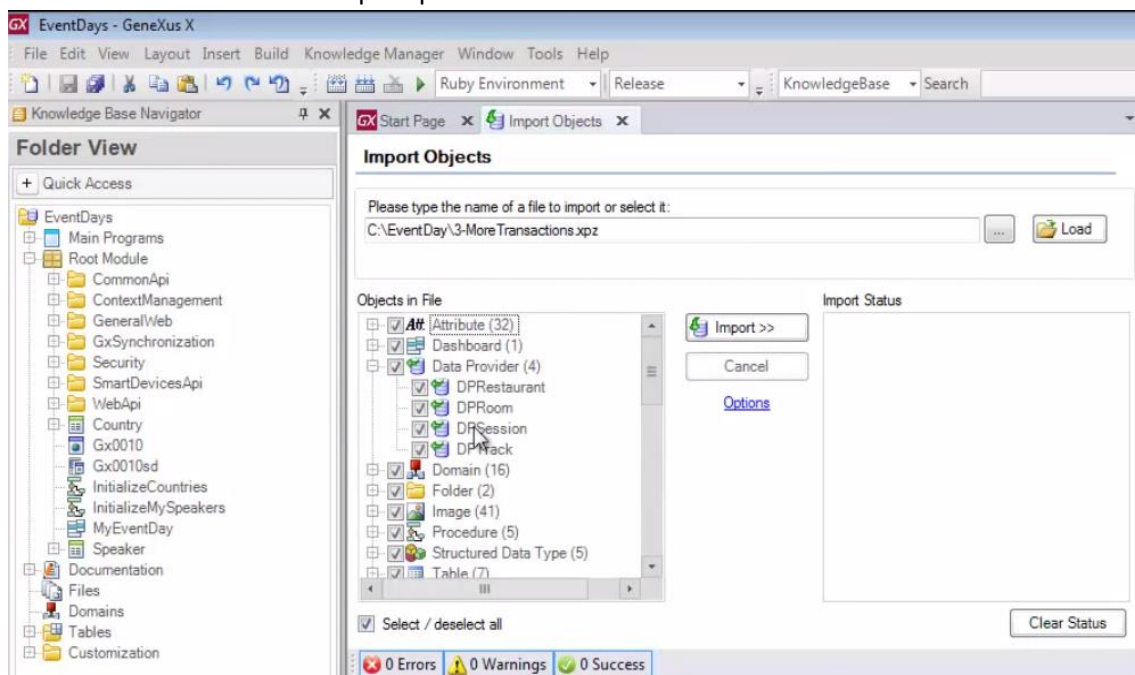 EventDays - GeneXus X
File Edit View Layout Insert Build Knowledge Manager Window Tools Help
Ruby Environment Release KnowledgeBase Search
Knowledge Base Navigator
Folder View
+ Quick Access
EventDays
Main Programs
Root Module
CommonApi
ContextManagement
GeneralWeb
GxSynchronization
Security
SmartDevicesApi
WebApi
Country
Gx0010
Gx0010sd
InitializeCountries
InitializeMySpeakers
MyEventDay
Speaker
Documentation
Files
Domains
Tables
Customization
GX Start Page Import Objects
Import Objects
Please type the name of a file to import or select it:
C:\EventDay\3-MoreTransactions.xpz ... Load
Objects in File
Att Attribute (32)
Dashboard (1)
Data Provider (4)
DPRestaurant
DPRoom
DPSession
DPTrack
Domain (16)
Folder (2)
Image (41)
Procedure (5)
Structured Data Type (5)
Table (7)
Select / deselect all
Import >>
Cancel
Options
Import Status
Clear Status
0 Errors 0 Warnings 0 Success